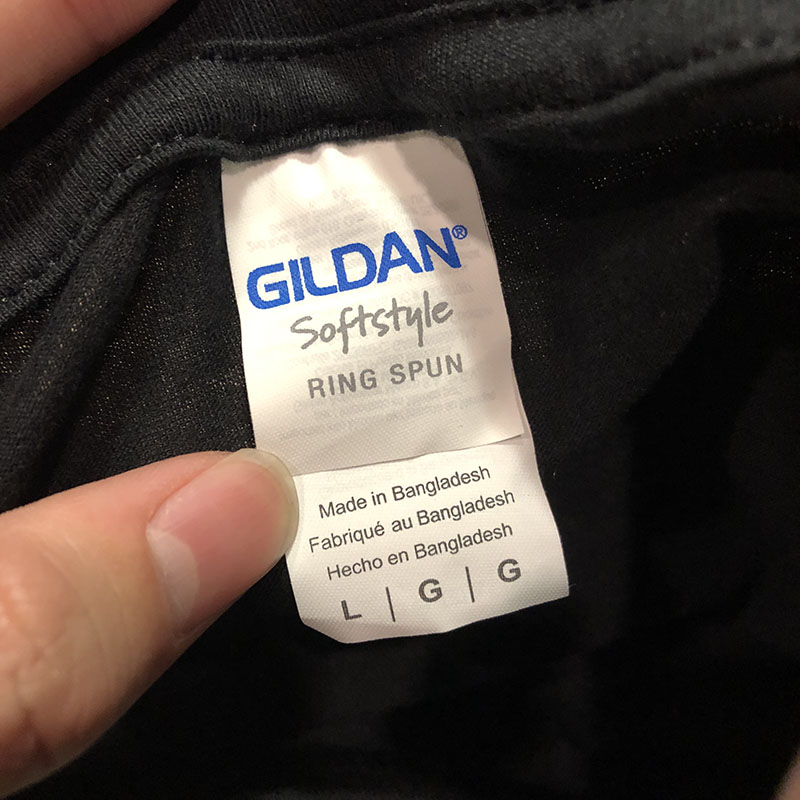 GILDAN®
Softstyle
RING SPUN
Made in Bangladesh
Fabriqué au Bangladesh
Hecho en Bangladesh
L | G | G